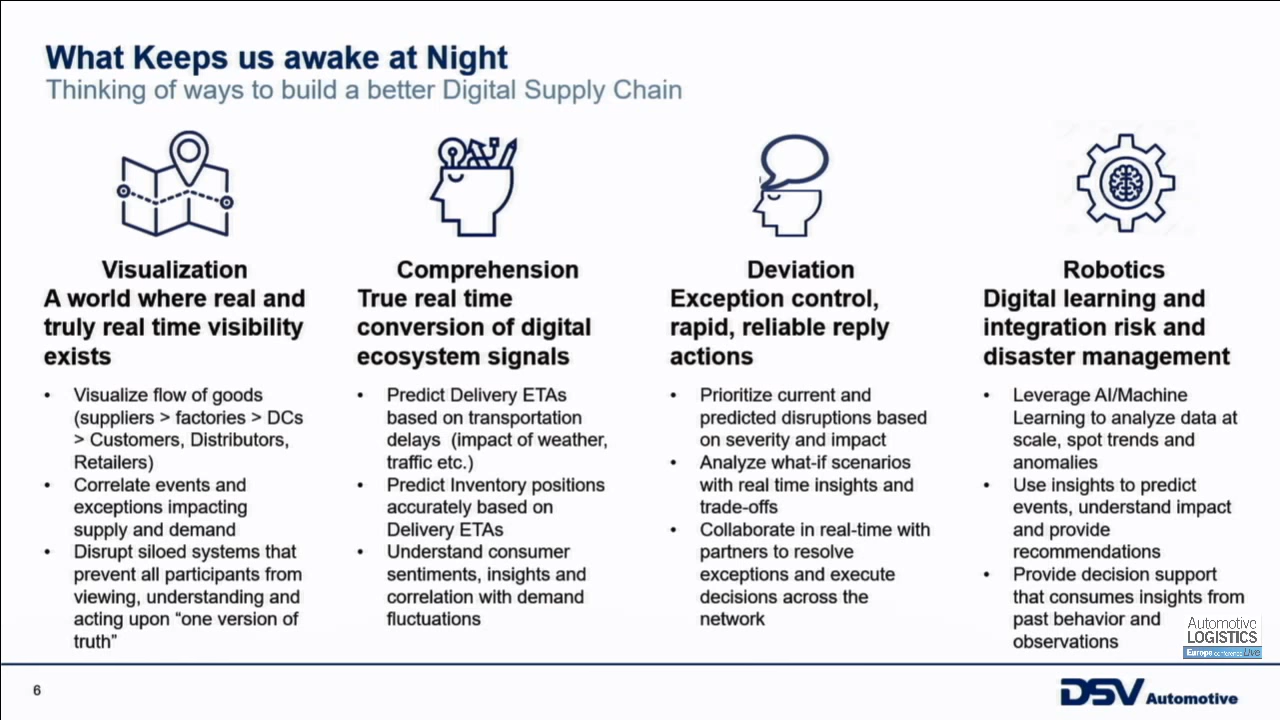 What Keeps us awake at Night
Thinking of ways to build a better Digital Supply Chain
Visualization
A world where real and
truly real time visibility
exists
• Visualize flow of goods
(suppliers > factories > DCs
> Customers, Distributors,
Retailers)
• Correlate events and
exceptions impacting
supply and demand
• Disrupt siloed systems that
prevent all participants from
viewing, understanding and
acting upon “one version of
truth”
Comprehension
True real time
conversion of digital
ecosystem signals
• Predict Delivery ETAs
based on transportation
delays (impact of weather,
traffic etc.)
• Predict Inventory positions
accurately based on
Delivery ETAs
• Understand consumer
sentiments, insights and
correlation with demand
fluctuations
Deviation
Exception control,
rapid, reliable reply
actions
• Prioritize current and
predicted disruptions based
on severity and impact
• Analyze what-if scenarios
with real time insights and
trade-offs
• Collaborate in real-time with
partners to resolve
exceptions and execute
decisions across the
network
Robotics
Digital learning and
integration risk and
disaster management
• Leverage AI/Machine
Learning to analyze data at
scale, spot trends and
anomalies
• Use insights to predict
events, understand impact
and provide
recommendations
• Provide decision support
that consumes insights from
past behavior and
observations
Automotive
LOGISTICS
Europe conference Live
6
DSV Automotive